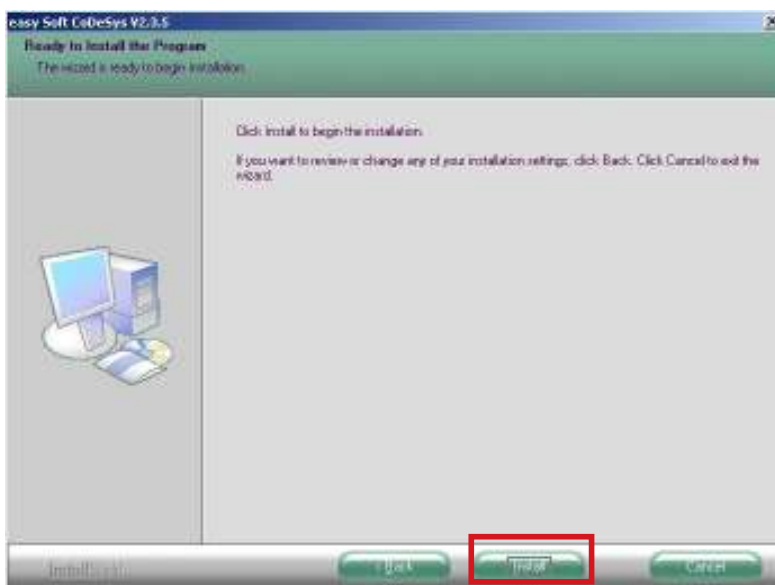 easy Soft CoDeSys V2.3.5
Ready to Install the Program
The wizard is ready to begin installation.
Click Install to begin the installation.
If you want to review or change any of your installation settings, click Back. Click Cancel to exit the
wizard.
InstallShield
< Back
Install
Cancel